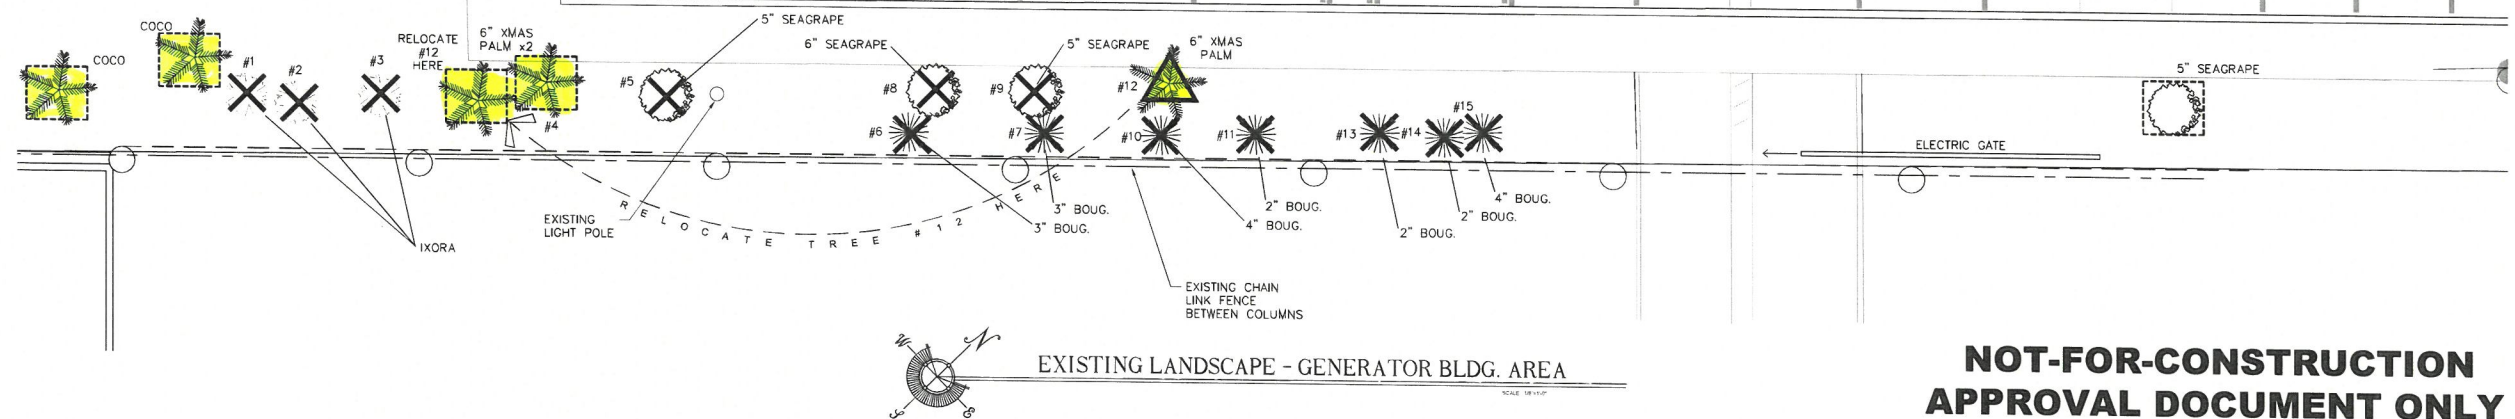 COCO
COCO
#1
#2
#3
RELOCATE
#12
HERE
6" XMAS
PALM x2
#4
5" SEAGRAPE
#5
6" SEAGRAPE
#8
5" SEAGRAPE
#9
6" XMAS
PALM
#12
#6
#7
#10
#11
#13
#14
#15
5" SEAGRAPE
ELECTRIC GATE
RELOCATE TREE #12 HERE
EXISTING
LIGHT POLE
IXORA
3" BOUG.
3" BOUG.
4" BOUG.
2" BOUG.
2" BOUG.
2" BOUG.
4" BOUG.
EXISTING CHAIN
LINK FENCE
BETWEEN COLUMNS
W
N
S
E
EXISTING LANDSCAPE - GENERATOR BLDG. AREA
NOT-FOR-CONSTRUCTION
APPROVAL DOCUMENT ONLY